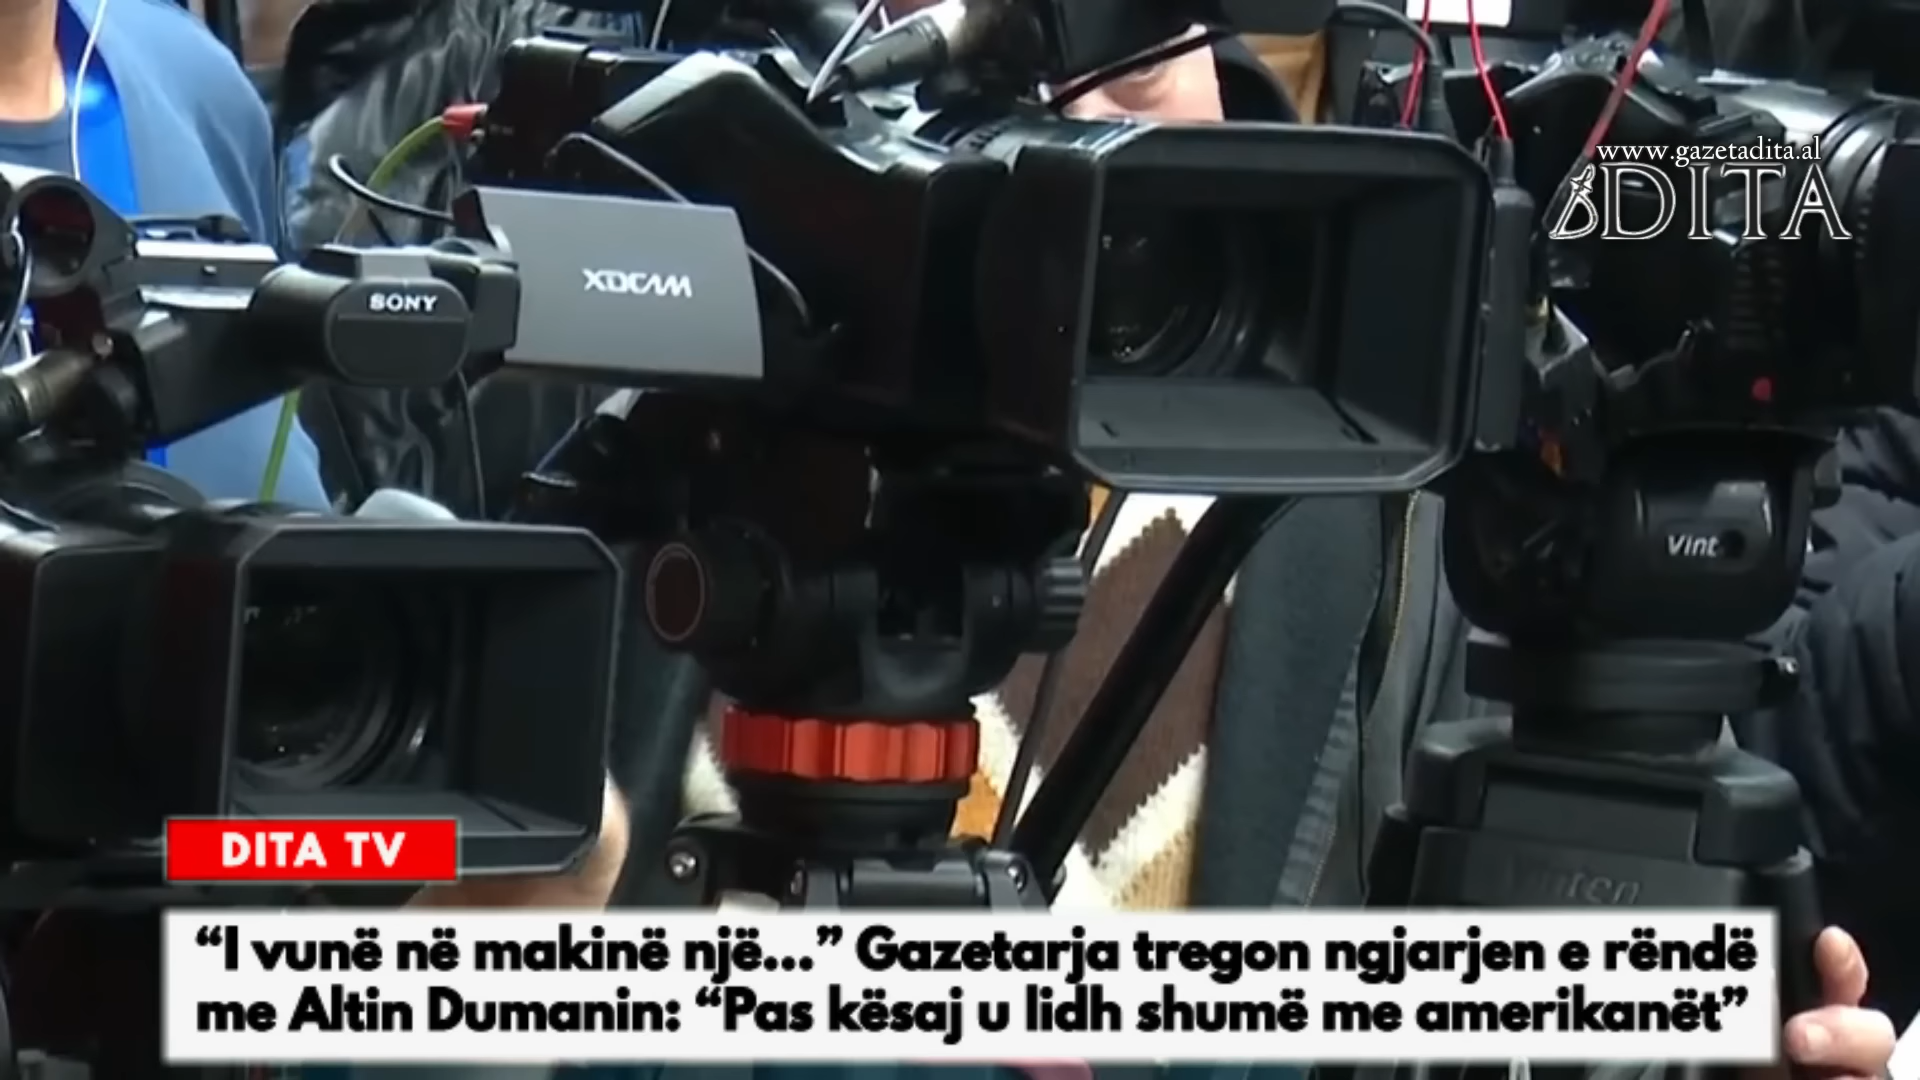 www.gazetadita.al
DITA
XDCAM
SONY
Vint
Vinten
DITA TV
“I vunë në makinë një...” Gazetarja tregon ngjarjen e rëndë
me Altin Dumanin: “Pas kësaj u lidh shumë me amerikanët”